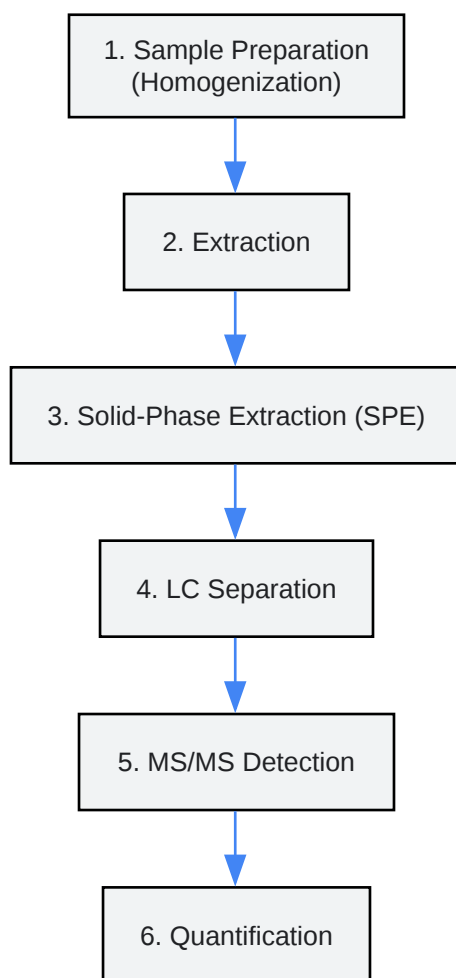 1. Sample Preparation
(Homogenization)
2. Extraction
3. Solid-Phase Extraction (SPE)
4. LC Separation
5. MS/MS Detection
6. Quantification